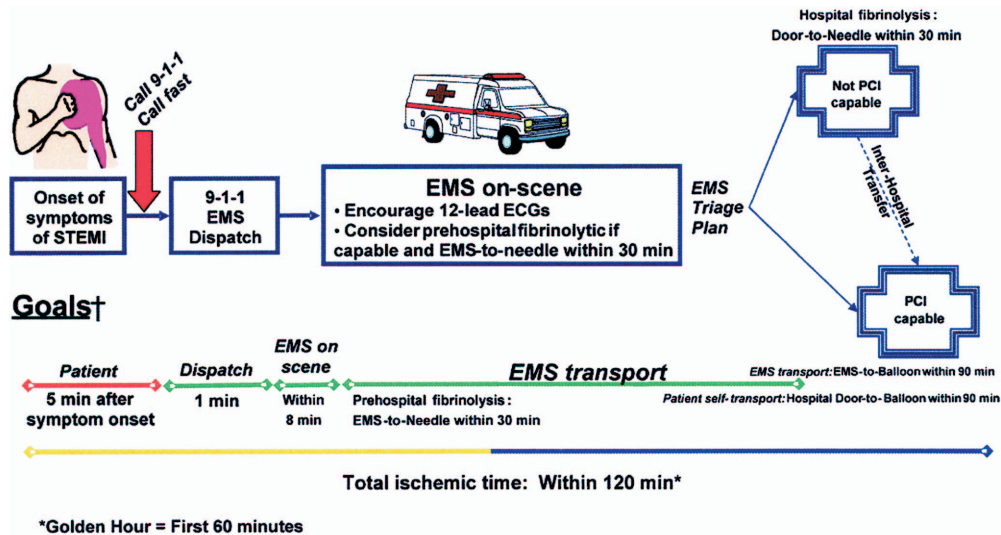 Hospital fibrinolysis :
Door-to-Needle within 30 min
Call 9-1-1
Call fast
Not PCI
capable
Onset of
symptoms
of STEMI
9-1-1
EMS
Dispatch
EMS on-scene
• Encourage 12-lead ECGs
• Consider prehospital fibrinolytic if
capable and EMS-to-needle within 30 min
EMS
Triage
Plan
Inter-Hospital
Transfer
PCI
capable
Goals†
Patient
5 min after
symptom onset
Dispatch
1 min
EMS on
scene
Within
8 min
EMS transport
Prehospital fibrinolysis :
EMS-to-Needle within 30 min
EMS transport: EMS-to-Balloon within 90 min
Patient self-transport: Hospital Door-to-Balloon within 90 min
Total ischemic time: Within 120 min*
*Golden Hour = First 60 minutes